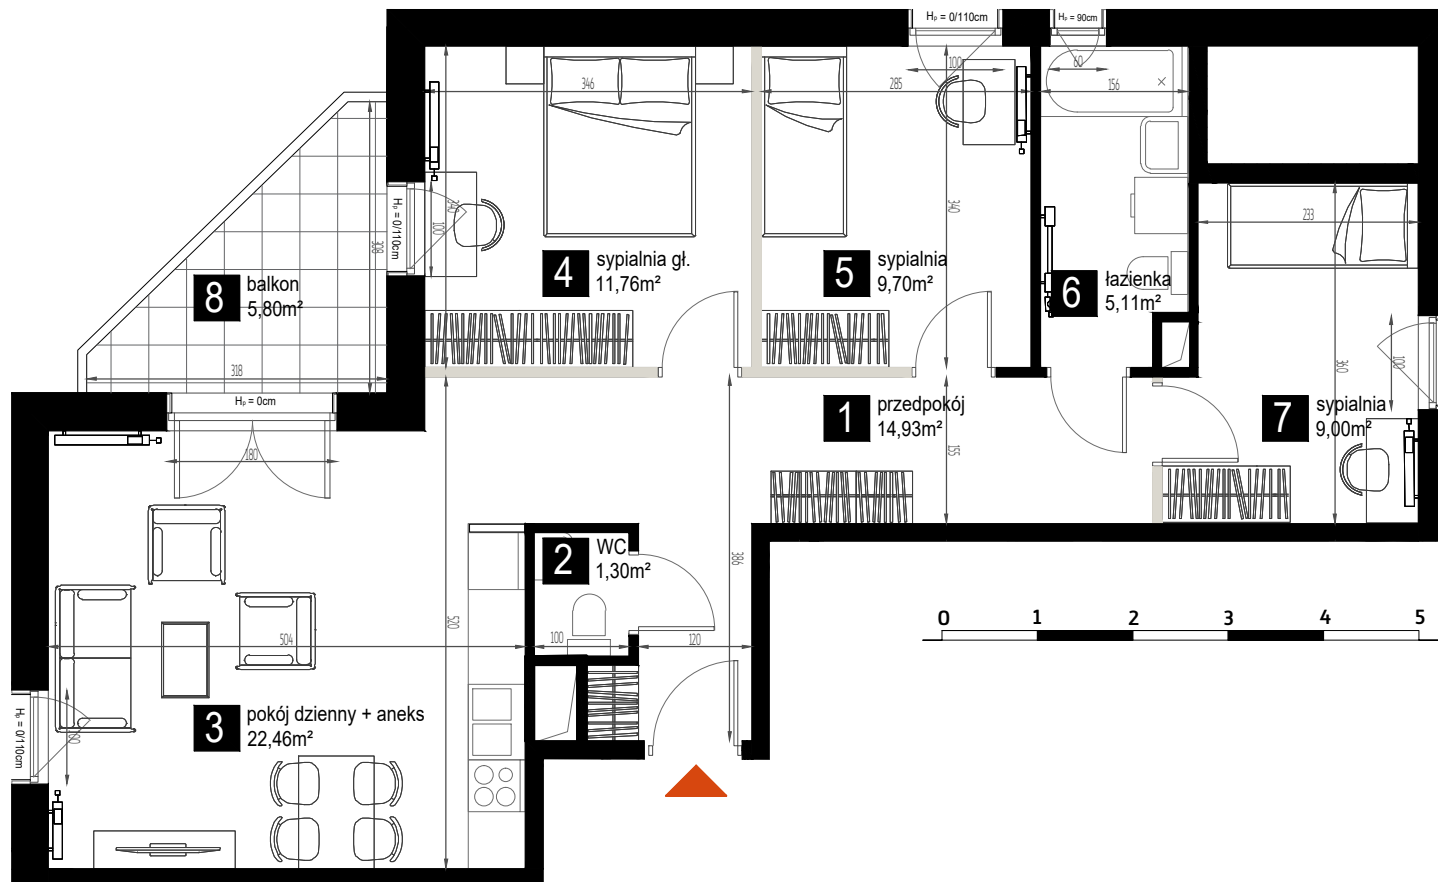 Hₚ = 0/110cm
Hₚ = 90cm
100
60
346
285
156
340
100
Hₚ = 0/110cm
308
340
233
4
sypialnia gł.
11,76m²
5
sypialnia
9,70m²
6
łazienka
5,11m²
8
balkon
5,80m²
318
Hₚ = 0cm
180
360
100
1
przedpokój
14,93m²
155
7
sypialnia
9,00m²
2
WC
1,30m²
386
520
504
100
120
0 1 2 3 4 5
3
pokój dzienny + aneks
22,46m²
Hₚ = 0/110cm
100